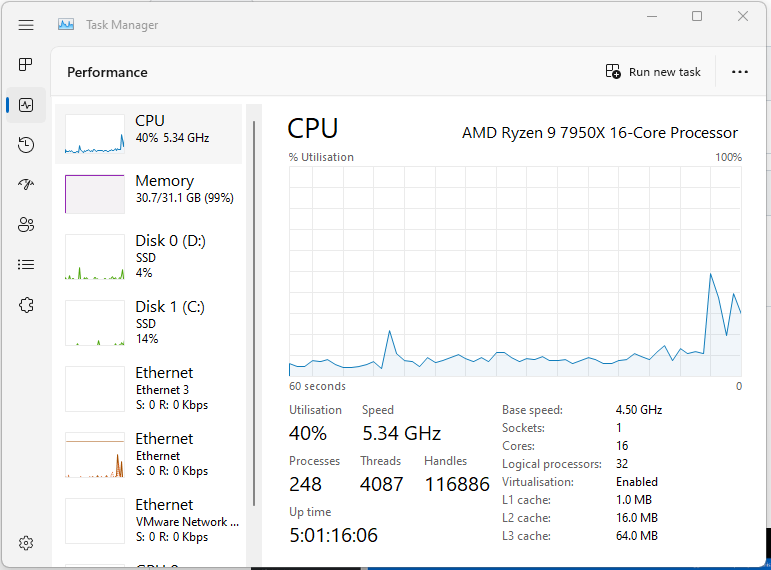 Task Manager
Performance
Run new task
CPU
40% 5.34 GHz
Memory
30.7/31.1 GB (99%)
Disk 0 (D:)
SSD
4%
Disk 1 (C:)
SSD
14%
Ethernet
Ethernet 3
S: 0 R: 0 Kbps
Ethernet
Ethernet
S: 0 R: 0 Kbps
Ethernet
VMware Network ...
S: 0 R: 0 Kbps
CPU
AMD Ryzen 9 7950X 16-Core Processor
% Utilisation 100%
60 seconds 0
Utilisation Speed
40% 5.34 GHz
Processes Threads Handles
248 4087 116886
Up time
5:01:16:06
Base speed: 4.50 GHz
Sockets: 1
Cores: 16
Logical processors: 32
Virtualisation: Enabled
L1 cache: 1.0 MB
L2 cache: 16.0 MB
L3 cache: 64.0 MB